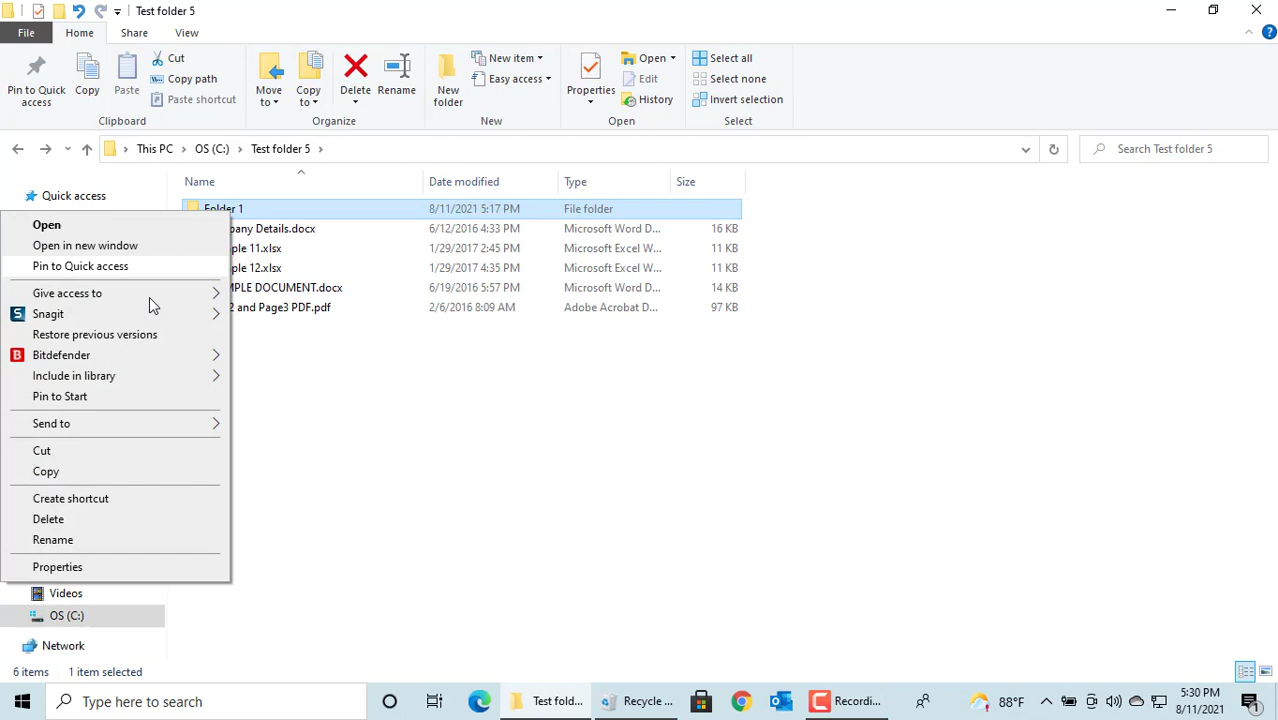 Test folder 5
File
Home
Share
View
Pin to Quick access
Copy
Paste
Cut
Copy path
Paste shortcut
Clipboard
Move to
Copy to
Delete
Rename
Organize
New folder
New item
Easy access
New
Properties
Open
Edit
History
Open
Select all
Select none
Invert selection
Select
This PC
OS (C:)
Test folder 5
Search Test folder 5
Name
Date modified
Type
Size
Quick access
Folder 1 8/11/2021 5:17 PM File folder
pany Details.docx 6/12/2016 4:33 PM Microsoft Word D... 16 KB
ple 11.xlsx 1/29/2017 2:45 PM Microsoft Excel W...
ple 12.xlsx 1/29/2017 4:35 PM Microsoft Excel W...
MPLE DOCUMENT.docx 6/19/2016 5:57 PM Microsoft Word D... 14 KB
2 and Page3 PDF.pdf 2/6/2016 8:09 AM Adobe Acrobat D... 97 KB
Open
Open in new window
Pin to Quick access
Give access to
S Snagit
Restore previous versions
B Bitdefender
Include in library
Pin to Start
Send to
Cut
Copy
Create shortcut
Delete
Rename
Properties
Videos
OS (C:)
Network
6 items 1 item selected
Type here to search
Test fold...
Recycle ...
Recordi...
88°F
5:30 PM
8/11/2021
1